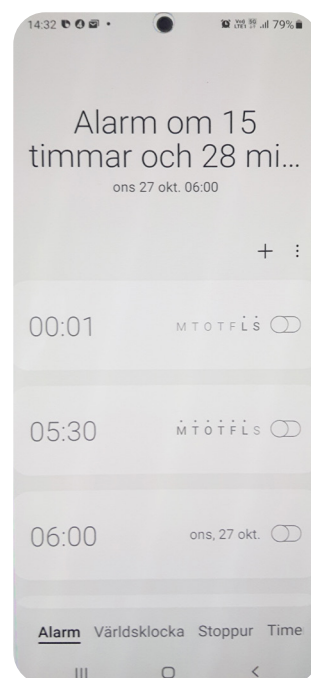 14:32
79%
Alarm om 15
timmar och 28 mi...
ons 27 okt. 06:00
+
00:01 M T O T F L S
05:30 M T O T F L S
06:00 ons, 27 okt.
Alarm Världsklocka Stoppur Time